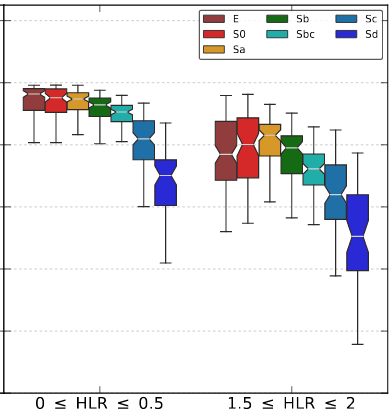 E Sb Sc
S0 Sbc Sd
Sa
0 ≤ HLR ≤ 0.5 1.5 ≤ HLR ≤ 2